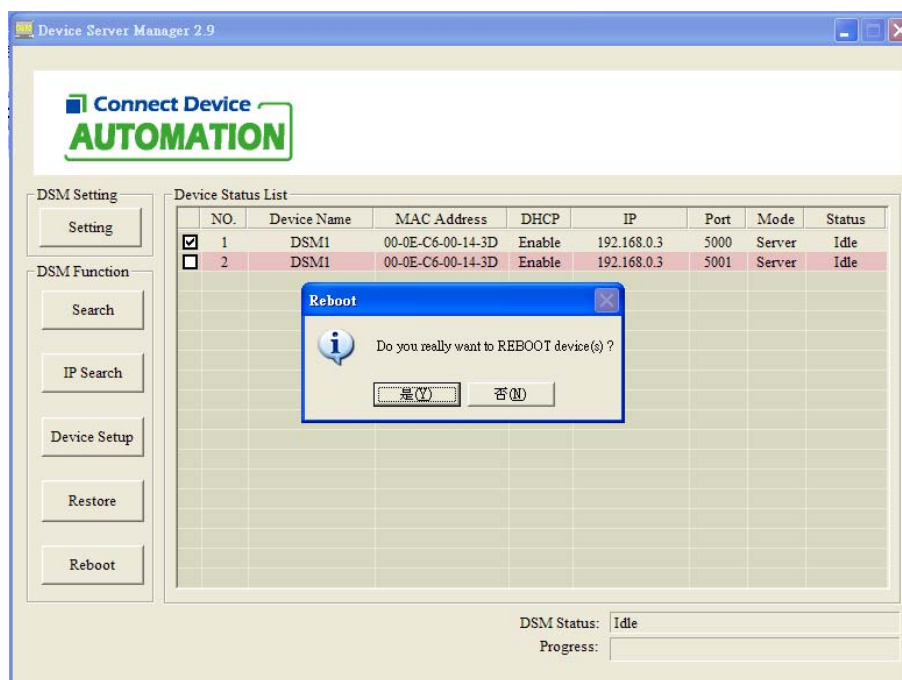 Device Server Manager 2.9
Connect Device
AUTOMATION
DSM Setting
Setting
DSM Function
Search
IP Search
Device Setup
Restore
Reboot
Device Status List
NO. Device Name MAC Address DHCP IP Port Mode Status
1 DSM1 00-0E-C6-00-14-3D Enable 192.168.0.3 5000 Server Idle
2 DSM1 00-0E-C6-00-14-3D Enable 192.168.0.3 5001 Server Idle
Reboot
Do you really want to REBOOT device(s) ?
是(Y) 否(N)
DSM Status: Idle
Progress: